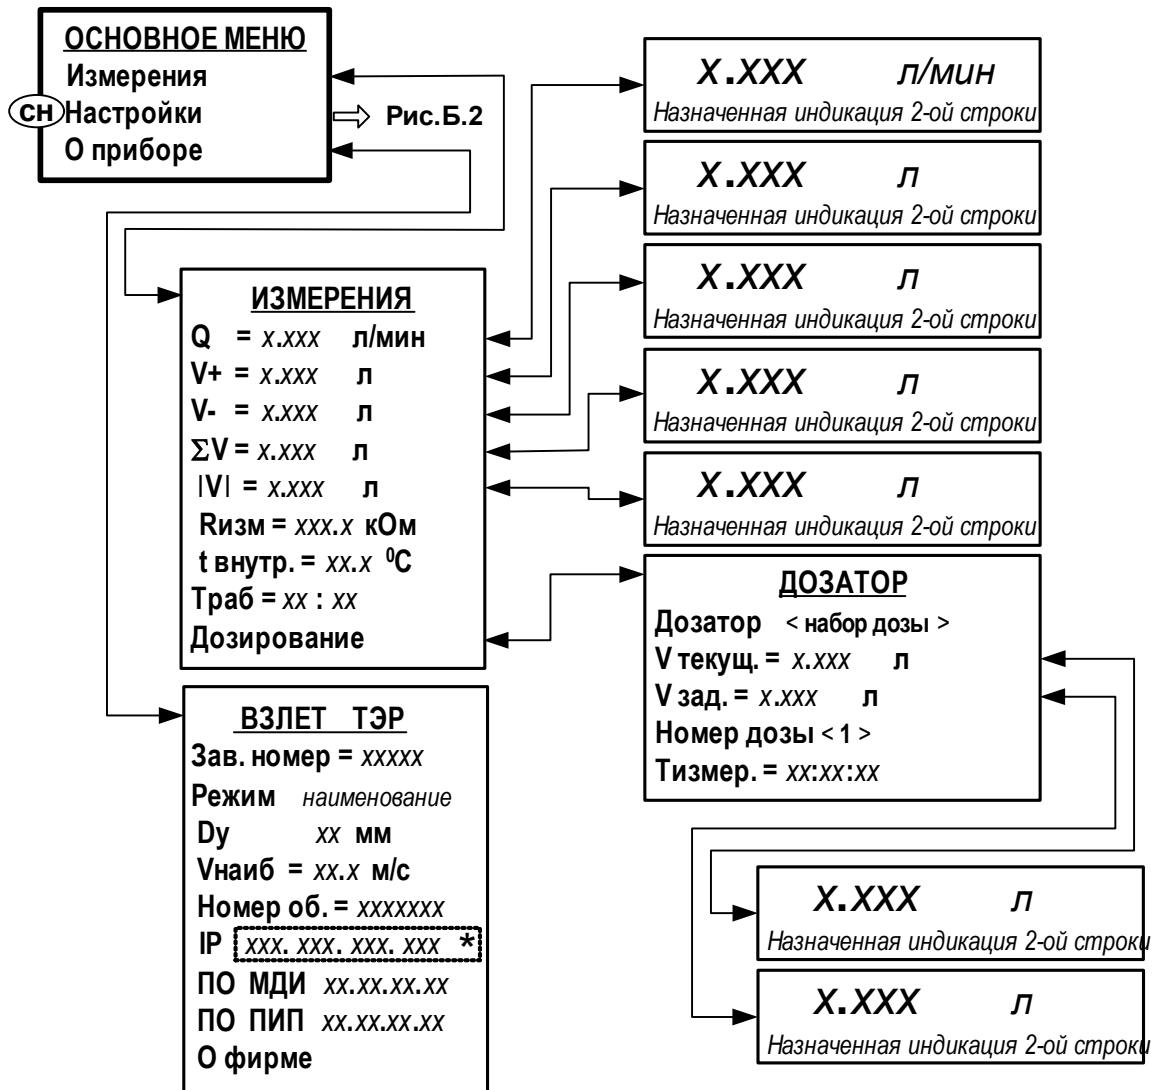 ОСНОВНОЕ МЕНЮ
Измерения
СН Настройки
О приборе
Рис.Б.2
x.xxx л/мин
Назначенная индикация 2-ой строки
x.xxx л
Назначенная индикация 2-ой строки
x.xxx л
Назначенная индикация 2-ой строки
x.xxx л
Назначенная индикация 2-ой строки
x.xxx л
Назначенная индикация 2-ой строки
ИЗМЕРЕНИЯ
Q = x.xxx л/мин
V+ = x.xxx л
V- = x.xxx л
ΣV = x.xxx л
|V| = x.xxx л
Rизм = xxx.x кОм
t внутр. = xx.x ⁰C
Tраб = xx : xx
Дозирование
ДОЗАТОР
Дозатор < набор дозы >
V текущ. = x.xxx л
V зад. = x.xxx л
Номер дозы < 1 >
Тизмер. = xx:xx:xx
ВЗЛЕТ ТЭР
Зав. номер = xxxxx
Режим наименование
Dу xx мм
Vнаиб = xx.x м/с
Номер об. = xxxxxxx
IP xxx. xxx. xxx. xxx *
ПО МДИ xx.xx.xx.xx
ПО ПИП xx.xx.xx.xx
О фирме
x.xxx л
Назначенная индикация 2-ой строки
x.xxx л
Назначенная индикация 2-ой строки